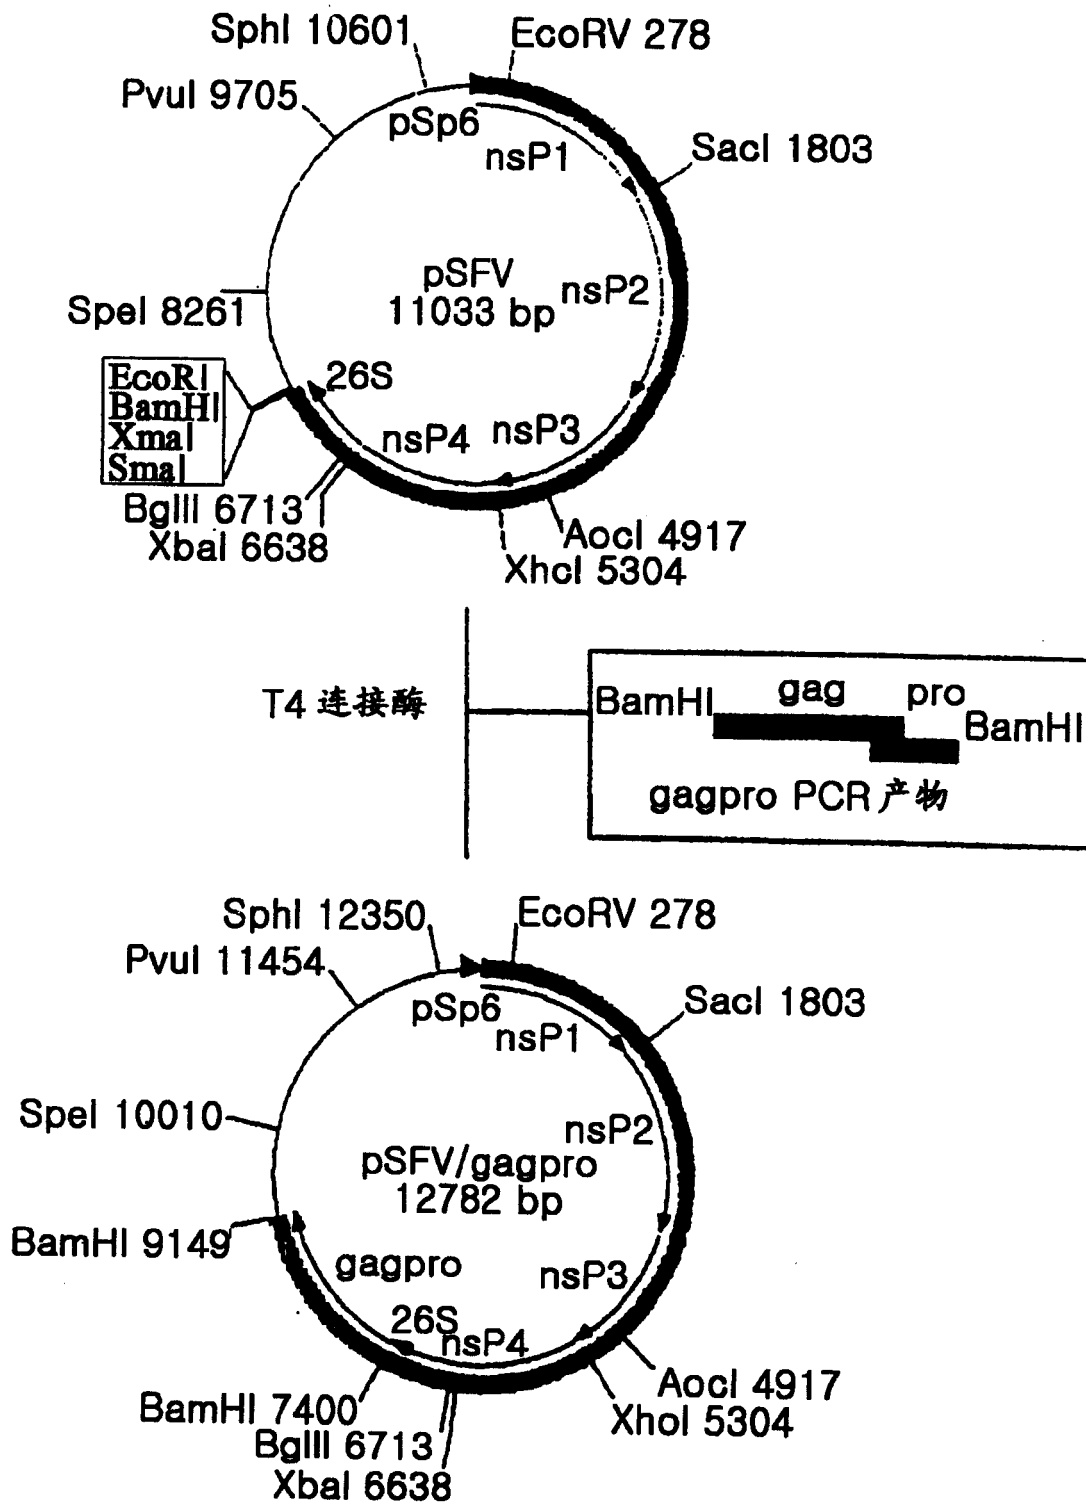 SphI 10601
EcoRV 278
PvuI 9705
pSp6
nsP1
SacI 1803
pSFV
11033 bp
nsP2
SpeI 8261
EcoRI
BamHI
XmaI
SmaI
26S
nsP4
nsP3
BglII 6713
XbaI 6638
AocI 4917
XhcI 5304
T4 连接酶
BamHI
gag
pro
BamHI
gagpro PCR 产物
SphI 12350
EcoRV 278
PvuI 11454
pSp6
nsP1
SacI 1803
SpeI 10010
nsP2
pSFV/gagpro
12782 bp
BamHI 9149
gagpro
nsP3
26S
nsP4
BamHI 7400
AocI 4917
XhoI 5304
BglII 6713
XbaI 6638